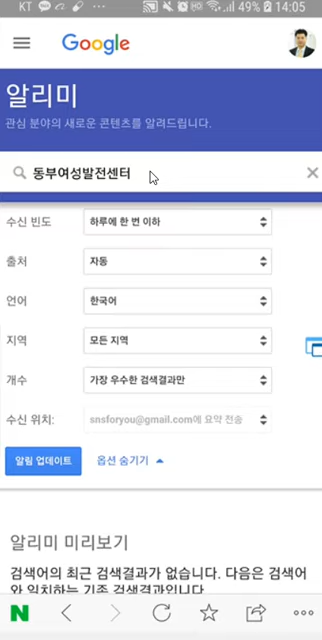 KT ... HD 49% 14:05
Google
알리미
관심 분야의 새로운 콘텐츠를 알려드립니다.
동부여성발전센터
수신 빈도 하루에 한 번 이하
출처 자동
언어 한국어
지역 모든 지역
개수 가장 우수한 검색결과만
수신 위치: snsforyou@gmail.com에 요약 전송
알림 업데이트 옵션 숨기기
알리미 미리보기
검색어의 최근 검색결과가 없습니다. 다음은 검색어
와 일치하는 기존 검색결과입니다
N